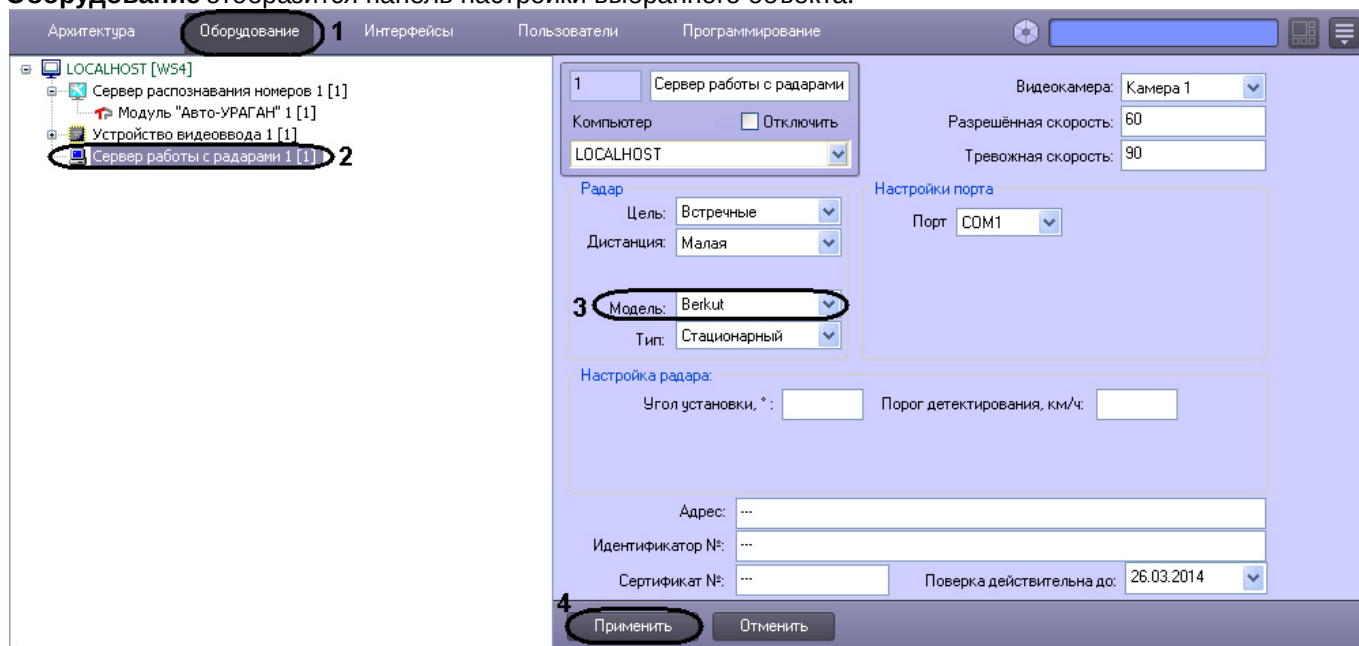 Оборудование отобразится панель настройки выбранного объекта.
Архитектура Оборудование 1 Интерфейсы Пользователи Программирование
LOCALHOST [WS4]
Сервер распознавания номеров 1 [1]
Модуль "Авто-УРАГАН" 1 [1]
Устройство видеоввода 1 [1]
Сервер работы с радарами 1 [1] 2
1 Сервер работы с радарами
Компьютер Отключить
LOCALHOST
Видеокамера: Камера 1
Разрешённая скорость: 60
Тревожная скорость: 90
Радар
Цель: Встречные
Дистанция: Малая
3 Модель: Berkut
Тип: Стационарный
Настройки порта
Порт COM1
Настройка радара:
Угол установки, °: Порог детектирования, км/ч:
Адрес: ---
Идентификатор №: ---
Сертификат №: --- Поверка действительна до: 26.03.2014
4
Применить Отменить